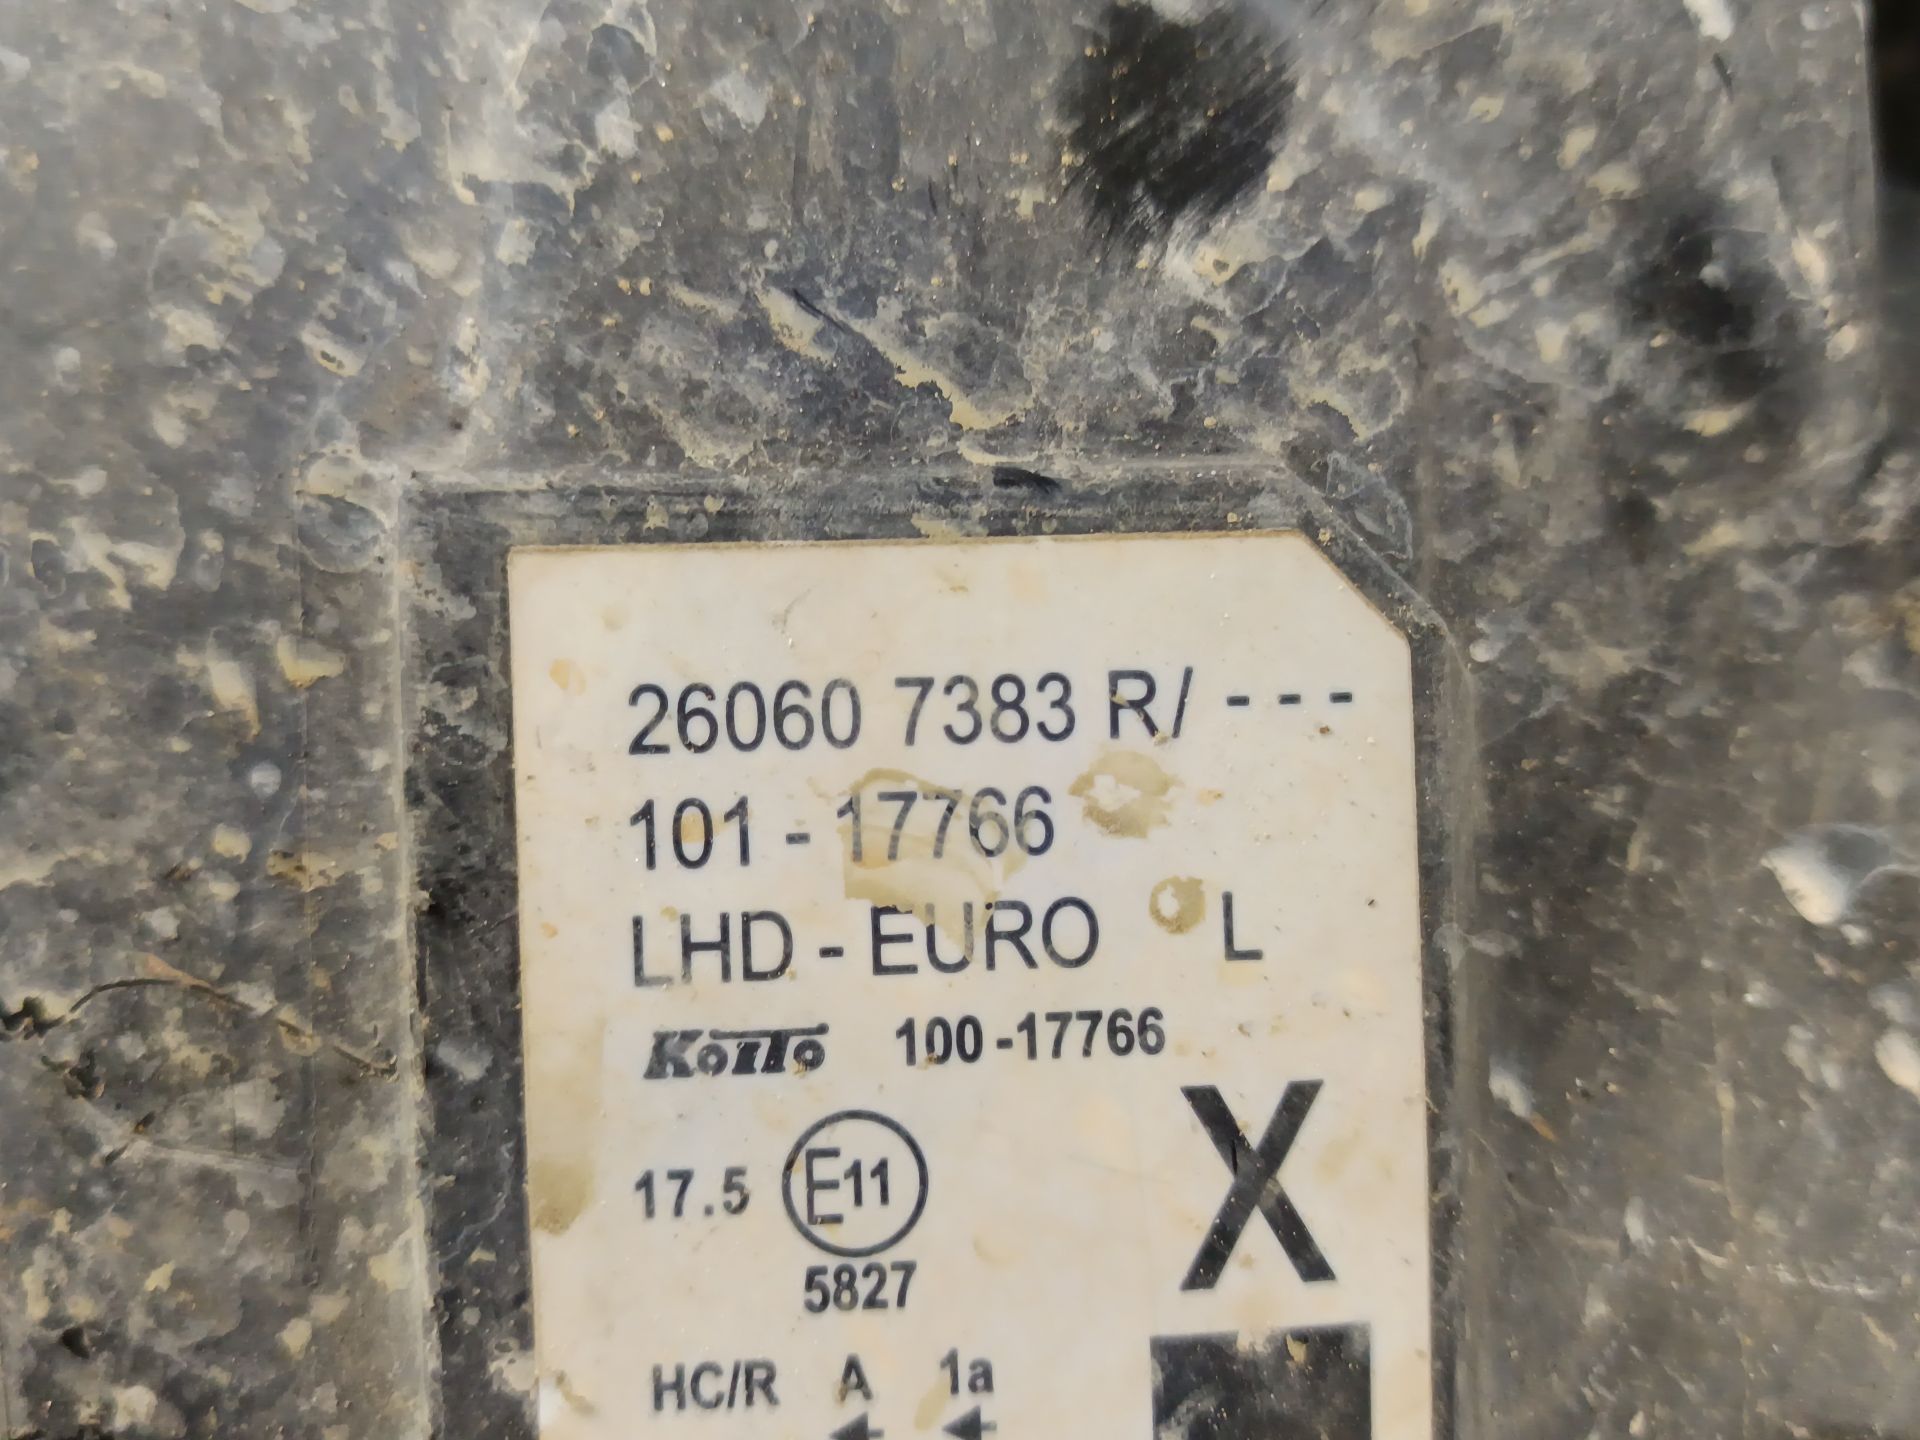 26060 7383 R/ - - -
101 - 17766
LHD - EURO L
KOITO 100 -17766
X
17.5 E11
5827
HC/R A 1a